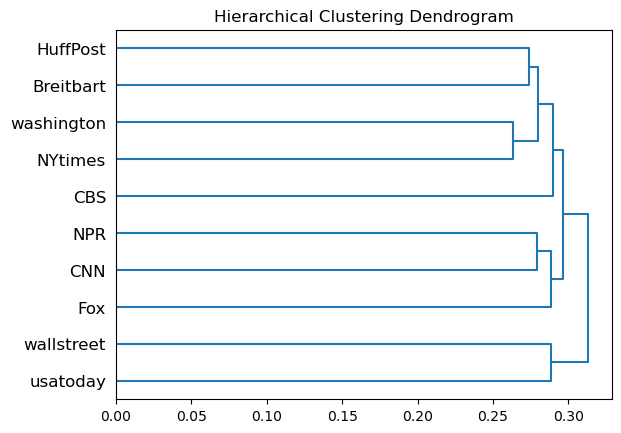 Hierarchical Clustering Dendrogram
HuffPost
Breitbart
washington
NYtimes
CBS
NPR
CNN
Fox
wallstreet
usatoday
0.00 0.05 0.10 0.15 0.20 0.25 0.30